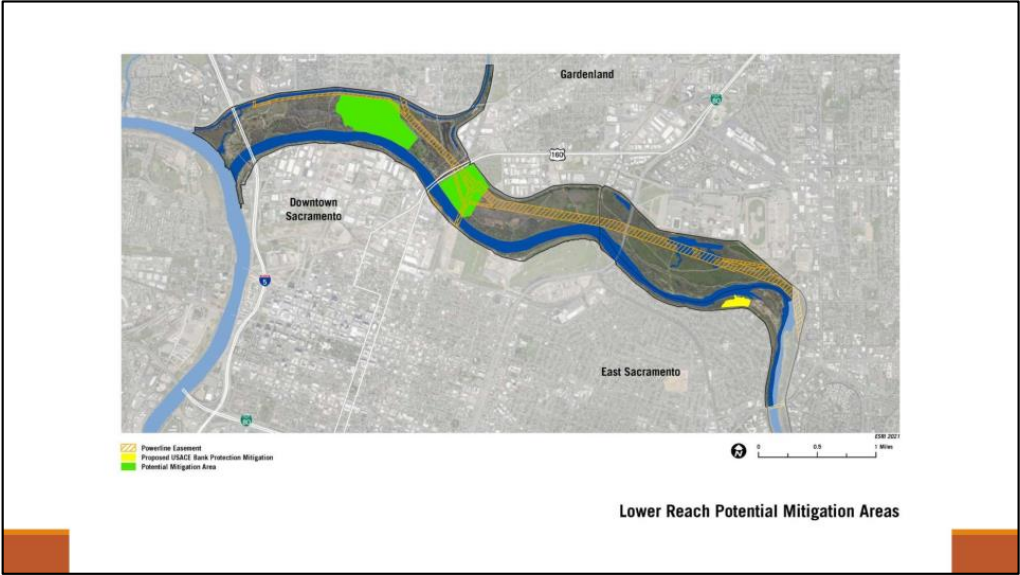 Gardenland
80
160
Downtown
Sacramento
5
East Sacramento
80
ESRI 2021
Powerline Easement
Proposed USACE Bank Protection Mitigation
Potential Mitigation Area
N
0 0.5 1 Miles
Lower Reach Potential Mitigation Areas